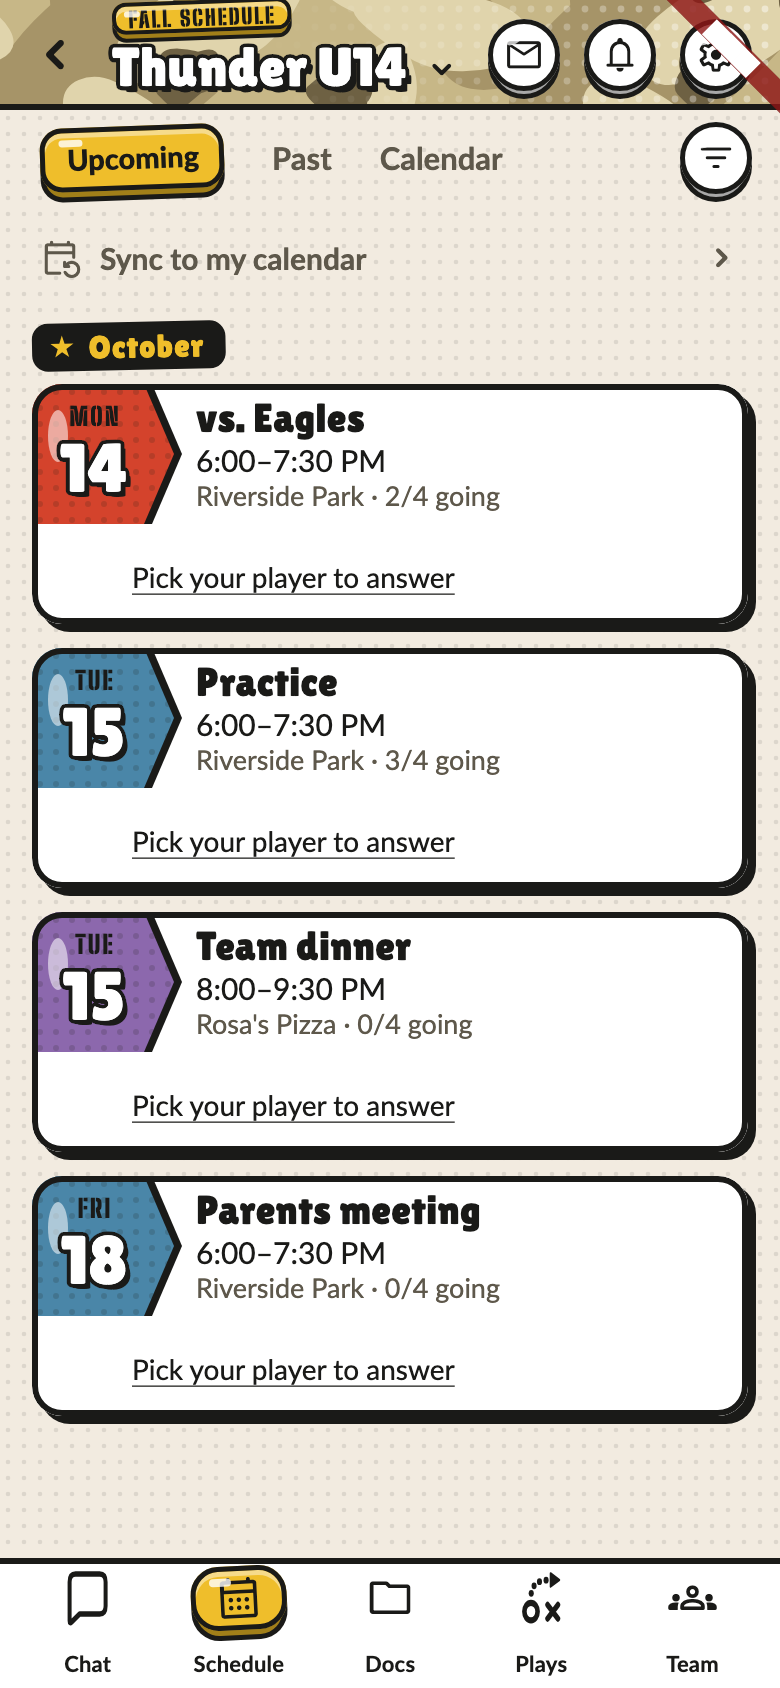 FALL SCHEDULE
Thunder U14
Upcoming
Past
Calendar
Sync to my calendar
★ October
MON
14
vs. Eagles
6:00–7:30 PM
Riverside Park · 2/4 going
Pick your player to answer
TUE
15
Practice
6:00–7:30 PM
Riverside Park · 3/4 going
Pick your player to answer
TUE
15
Team dinner
8:00–9:30 PM
Rosa's Pizza · 0/4 going
Pick your player to answer
FRI
18
Parents meeting
6:00–7:30 PM
Riverside Park · 0/4 going
Pick your player to answer
Chat
Schedule
Docs
Plays
Team